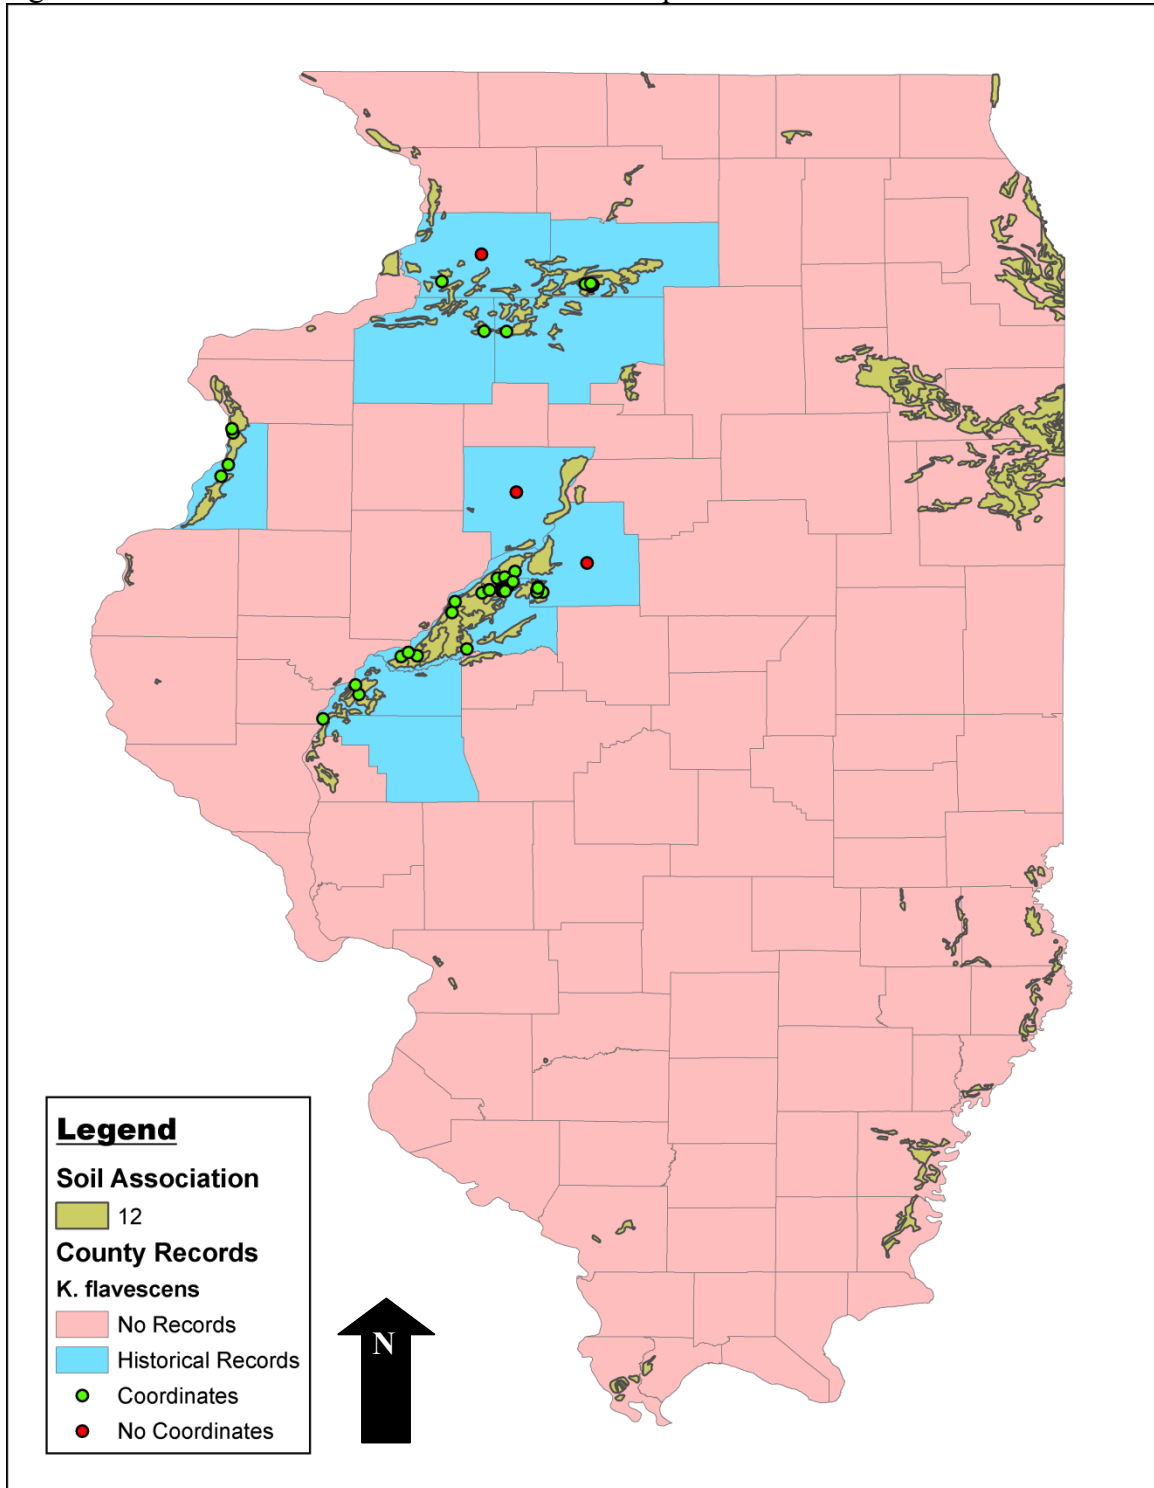 Legend
Soil Association
12
County Records
K. flavescens
No Records
Historical Records
Coordinates
No Coordinates
N